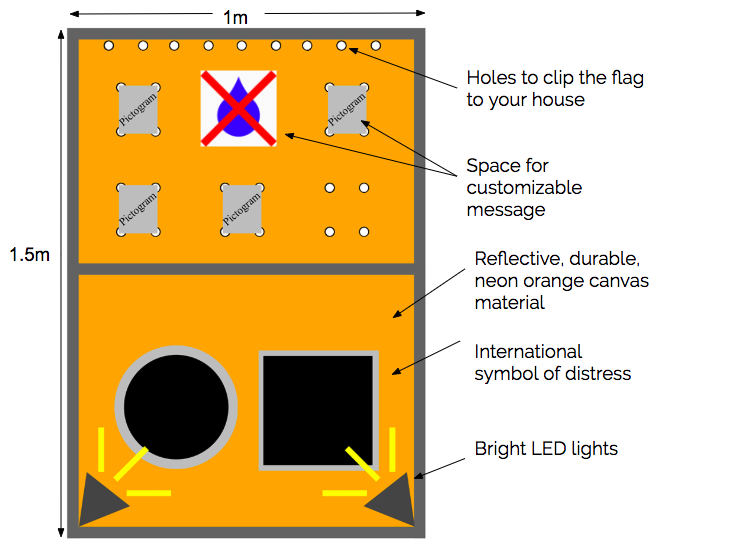 1m
Holes to clip the flag
to your house
Pictogram
Pictogram
Space for
customizable
message
Pictogram
Pictogram
1.5m
Reflective, durable,
neon orange canvas
material
International
symbol of distress
Bright LED lights